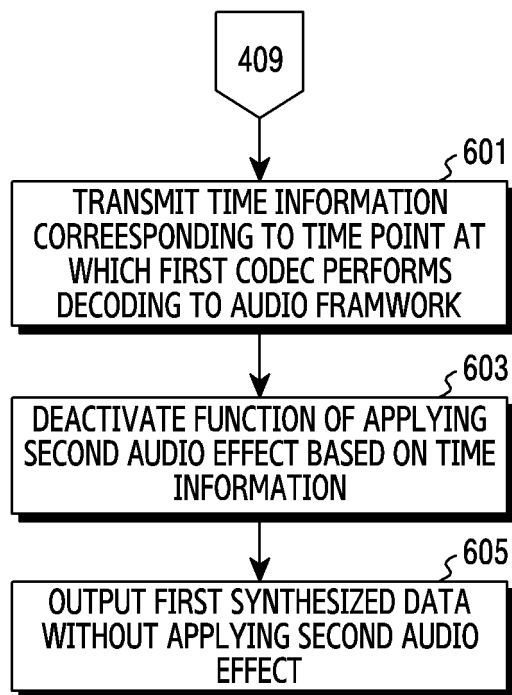 409
601
TRANSMIT TIME INFORMATION
CORREESPONDING TO TIME POINT AT
WHICH FIRST CODEC PERFORMS
DECODING TO AUDIO FRAMWORK
603
DEACTIVATE FUNCTION OF APPLYING
SECOND AUDIO EFFECT BASED ON TIME
INFORMATION
605
OUTPUT FIRST SYNTHESIZED DATA
WITHOUT APPLYING SECOND AUDIO
EFFECT